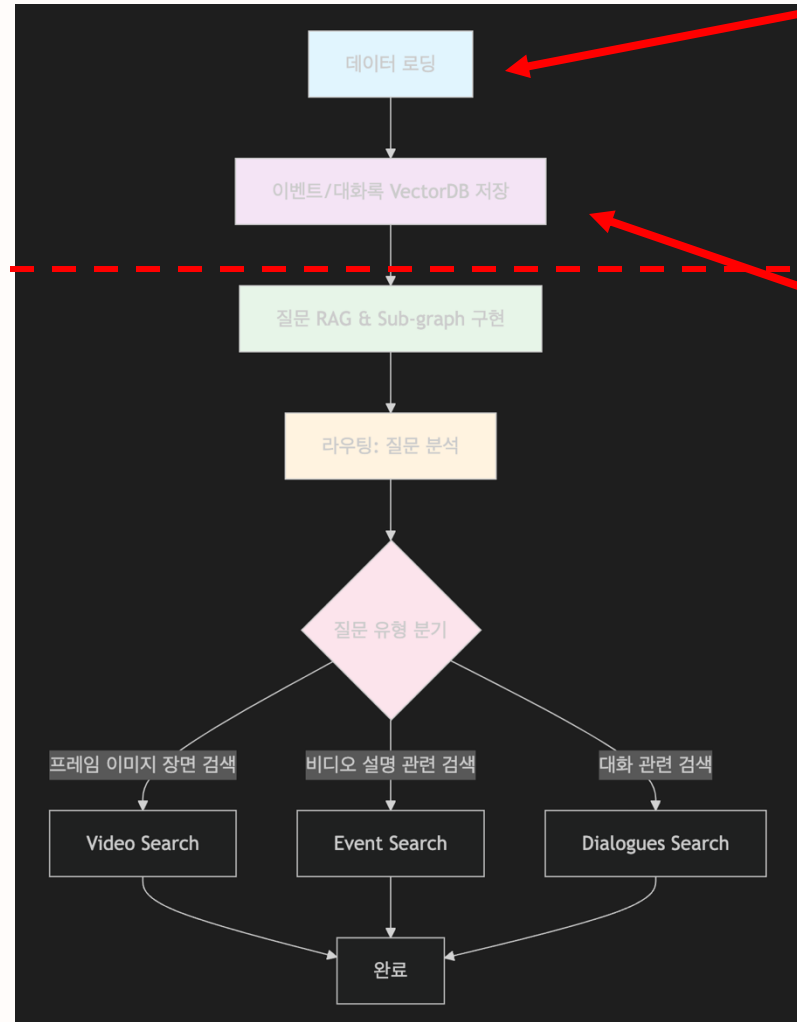 데이터 로딩
이벤트/대화록 VectorDB 저장
질문 RAG & Sub-graph 구현
라우팅: 질문 분석
질문 유형 분기
프레임 이미지 장면 검색
비디오 설명 관련 검색
대화 관련 검색
Video Search
Event Search
Dialogues Search
완료